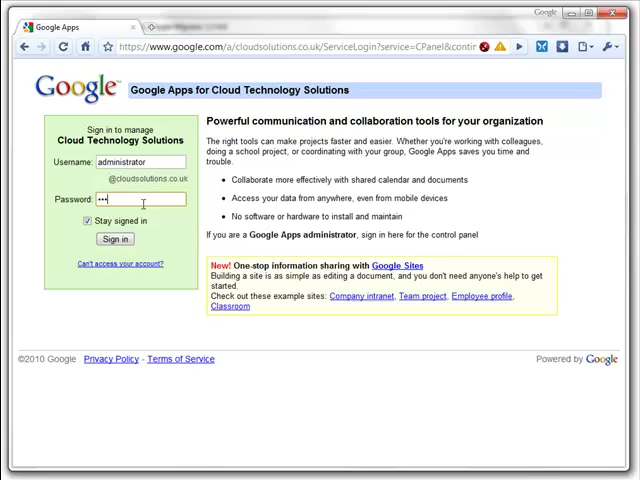 Google
Google Apps
https://www.google.com/a/cloudsolutions.co.uk/ServiceLogin?service=CPanel&contin
Google™ Google Apps for Cloud Technology Solutions
Sign in to manage
Cloud Technology Solutions
Username: administrator
@cloudsolutions.co.uk
Password: •••
Stay signed in
Sign in
Can't access your account?
Powerful communication and collaboration tools for your organization
The right tools can make projects faster and easier. Whether you're working with colleagues,
doing a school project, or coordinating with your group, Google Apps saves you time and
trouble.
• Collaborate more effectively with shared calendar and documents
• Access your data from anywhere, even from mobile devices
• No software or hardware to install and maintain
If you are a Google Apps administrator, sign in here for the control panel
New! One-stop information sharing with Google Sites
Building a site is as simple as editing a document, and you don't need anyone's help to get
started.
Check out these example sites: Company intranet, Team project, Employee profile,
Classroom
©2010 Google Privacy Policy - Terms of Service
Powered by Google